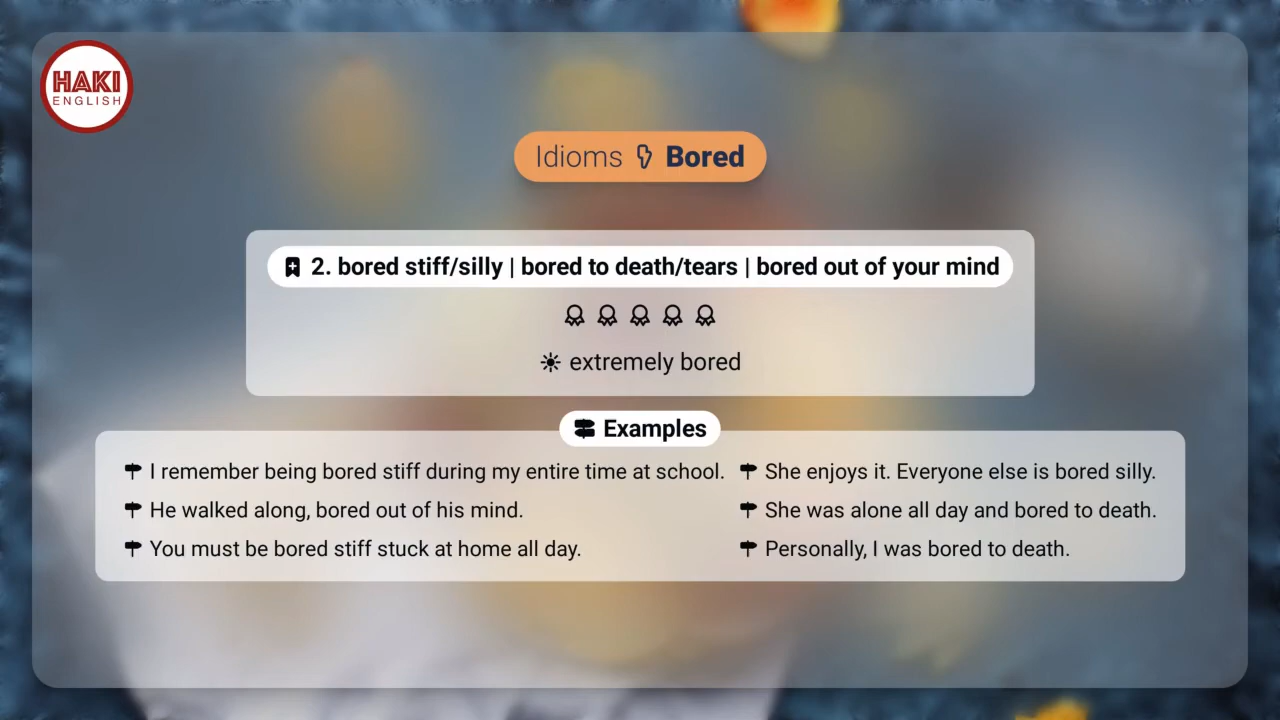 HAKI
ENGLISH
Idioms Bored
2. bored stiff/silly | bored to death/tears | bored out of your mind
extremely bored
Examples
I remember being bored stiff during my entire time at school.
He walked along, bored out of his mind.
You must be bored stiff stuck at home all day.
She enjoys it. Everyone else is bored silly.
She was alone all day and bored to death.
Personally, I was bored to death.